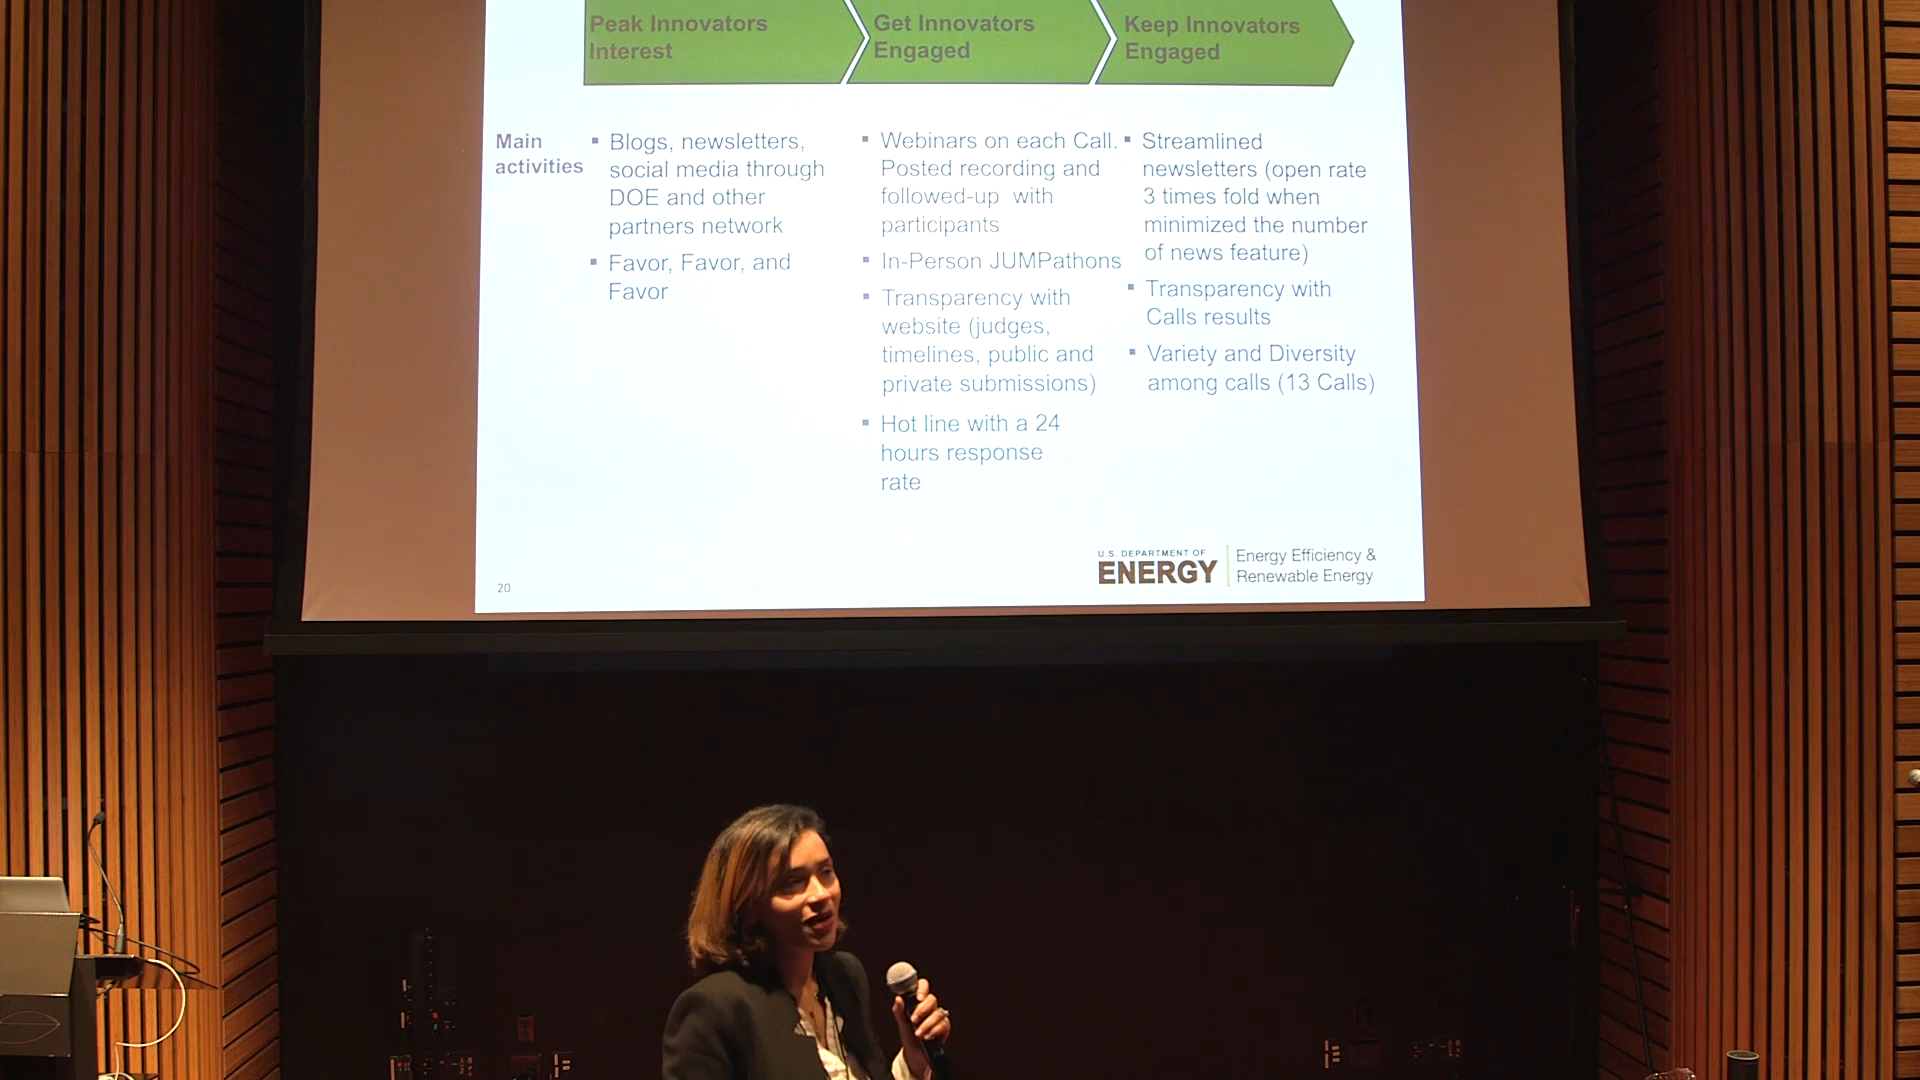 Peak Innovators
Interest
Get Innovators
Engaged
Keep Innovators
Engaged
Main
activities
▪ Blogs, newsletters,
social media through
DOE and other
partners network
▪ Favor, Favor, and
Favor
▪ Webinars on each Call.
Posted recording and
followed-up with
participants
▪ In-Person JUMPathons
▪ Transparency with
website (judges,
timelines, public and
private submissions)
▪ Hot line with a 24
hours response
rate
▪ Streamlined
newsletters (open rate
3 times fold when
minimized the number
of news feature)
▪ Transparency with
Calls results
▪ Variety and Diversity
among calls (13 Calls)
20
U.S. DEPARTMENT OF
ENERGY
Energy Efficiency &
Renewable Energy